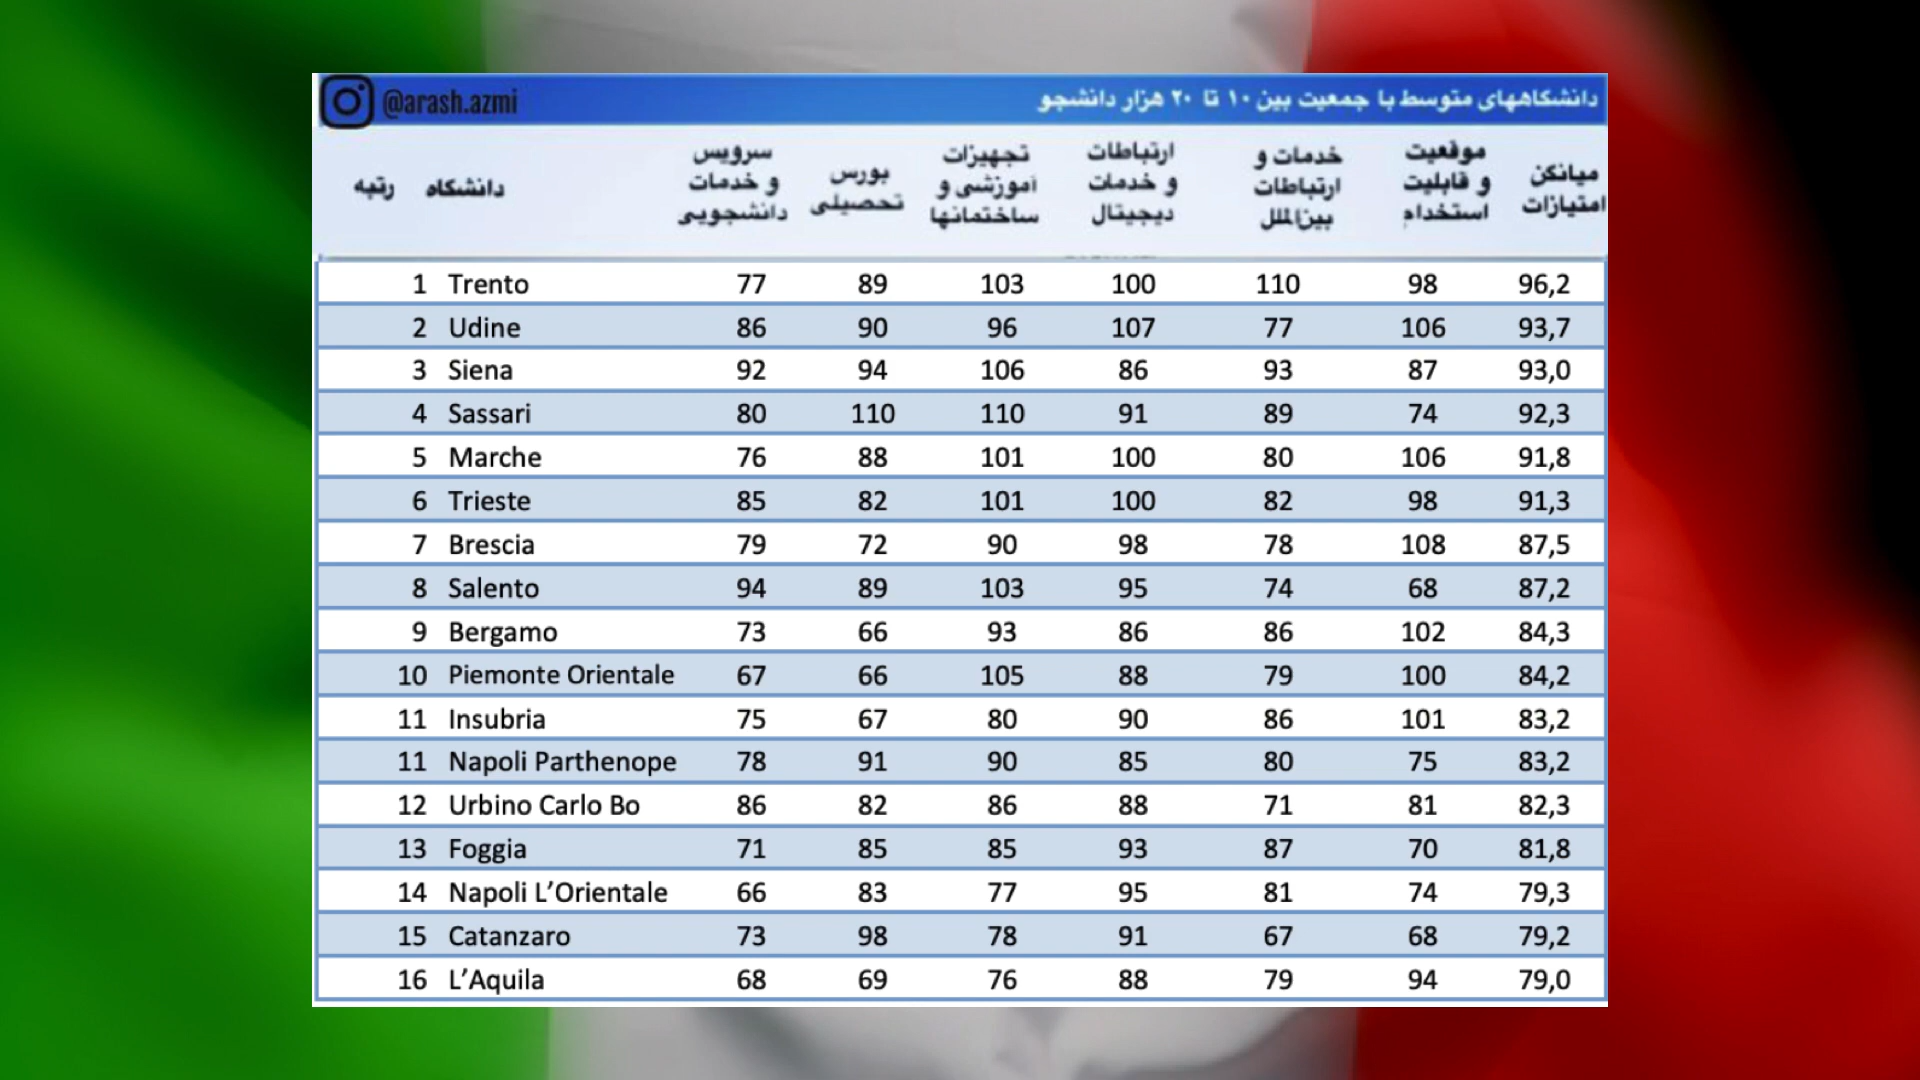 @arash.azmi
دانشگاههای متوسط با جمعیت بین ۱۰ تا ۲۰ هزار دانشجو
رتبه دانشگاه سرویس و خدمات دانشجویی بورس تحصیلی تجهیزات آموزشی و ساختمانها ارتباطات و خدمات دیجیتال خدمات و ارتباطات بین‌الملل موقعیت و قابلیت استخدام میانکن امتیازات
1 Trento 77 89 103 100 110 98 96,2
2 Udine 86 90 96 107 77 106 93,7
3 Siena 92 94 106 86 93 87 93,0
4 Sassari 80 110 110 91 89 74 92,3
5 Marche 76 88 101 100 80 106 91,8
6 Trieste 85 82 101 100 82 98 91,3
7 Brescia 79 72 90 98 78 108 87,5
8 Salento 94 89 103 95 74 68 87,2
9 Bergamo 73 66 93 86 86 102 84,3
10 Piemonte Orientale 67 66 105 88 79 100 84,2
11 Insubria 75 67 80 90 86 101 83,2
11 Napoli Parthenope 78 91 90 85 80 75 83,2
12 Urbino Carlo Bo 86 82 86 88 71 81 82,3
13 Foggia 71 85 85 93 87 70 81,8
14 Napoli L’Orientale 66 83 77 95 81 74 79,3
15 Catanzaro 73 98 78 91 67 68 79,2
16 L’Aquila 68 69 76 88 79 94 79,0